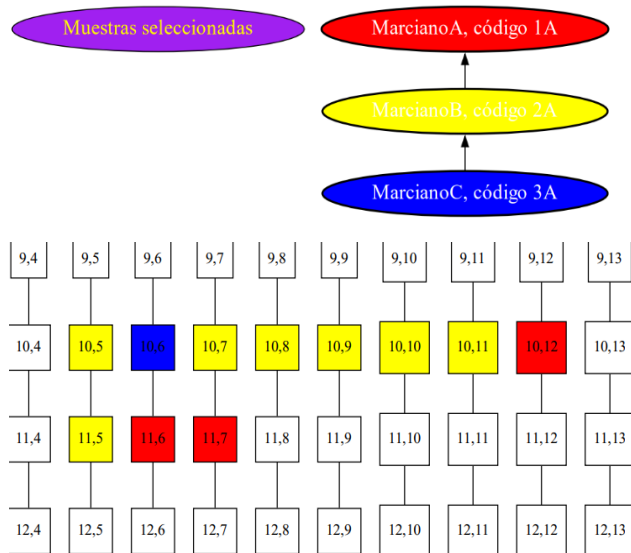 Muestras seleccionadas
MarcianoA, código 1A
MarcianoB, código 2A
MarcianoC, código 3A
9,4 9,5 9,6 9,7 9,8 9,9 9,10 9,11 9,12 9,13
10,4 10,5 10,6 10,7 10,8 10,9 10,10 10,11 10,12 10,13
11,4 11,5 11,6 11,7 11,8 11,9 11,10 11,11 11,12 11,13
12,4 12,5 12,6 12,7 12,8 12,9 12,10 12,11 12,12 12,13